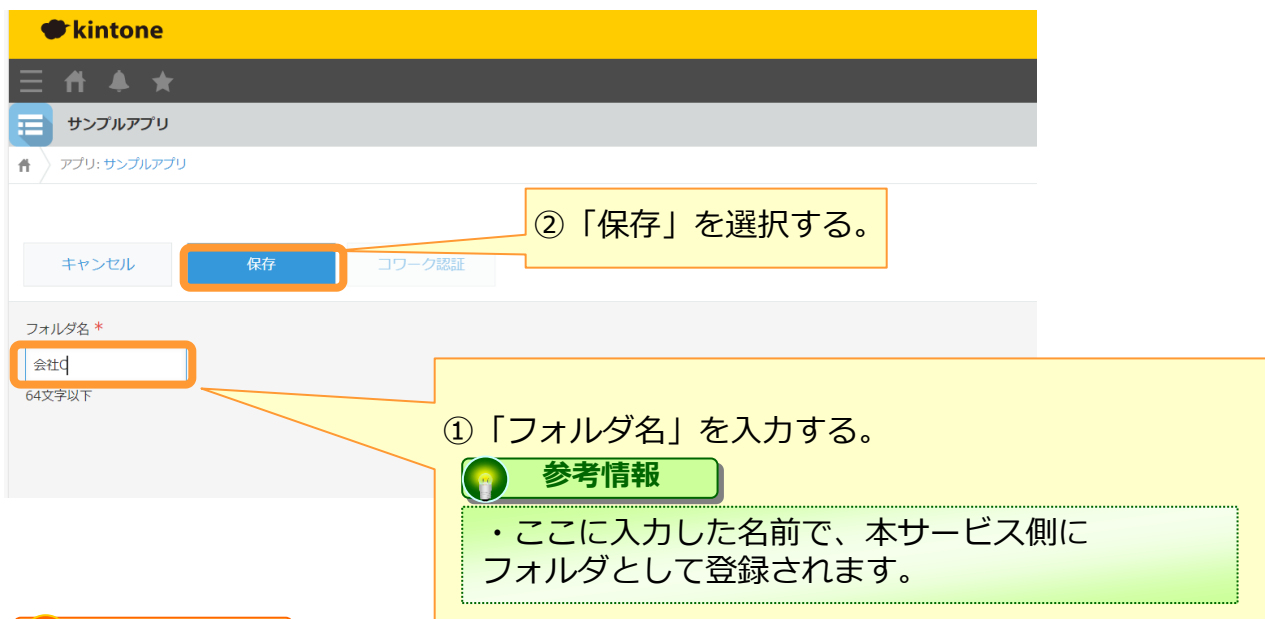 kintone
サンプルアプリ
アプリ: サンプルアプリ
②「保存」を選択する。
キャンセル
保存
コワーク認証
フォルダ名 *
会社C
64文字以下
①「フォルダ名」を入力する。
参考情報
・ここに入力した名前で、本サービス側に
フォルダとして登録されます。